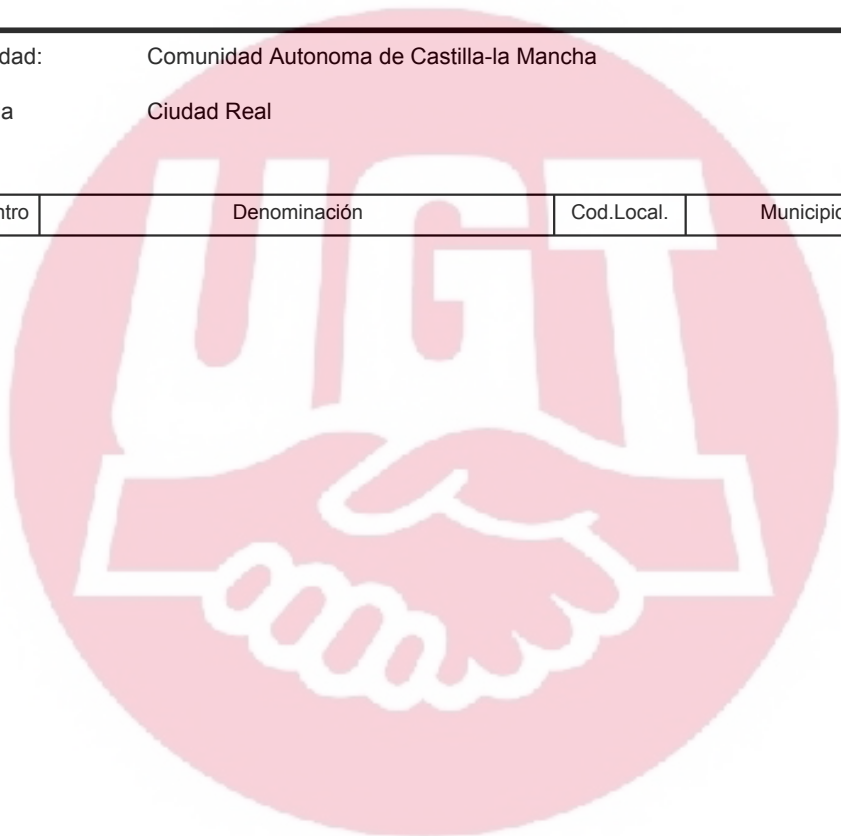 dad: Comunidad Autonoma de Castilla-la Mancha
a Ciudad Real
ntro Denominación Cod.Local. Municipio
UGT